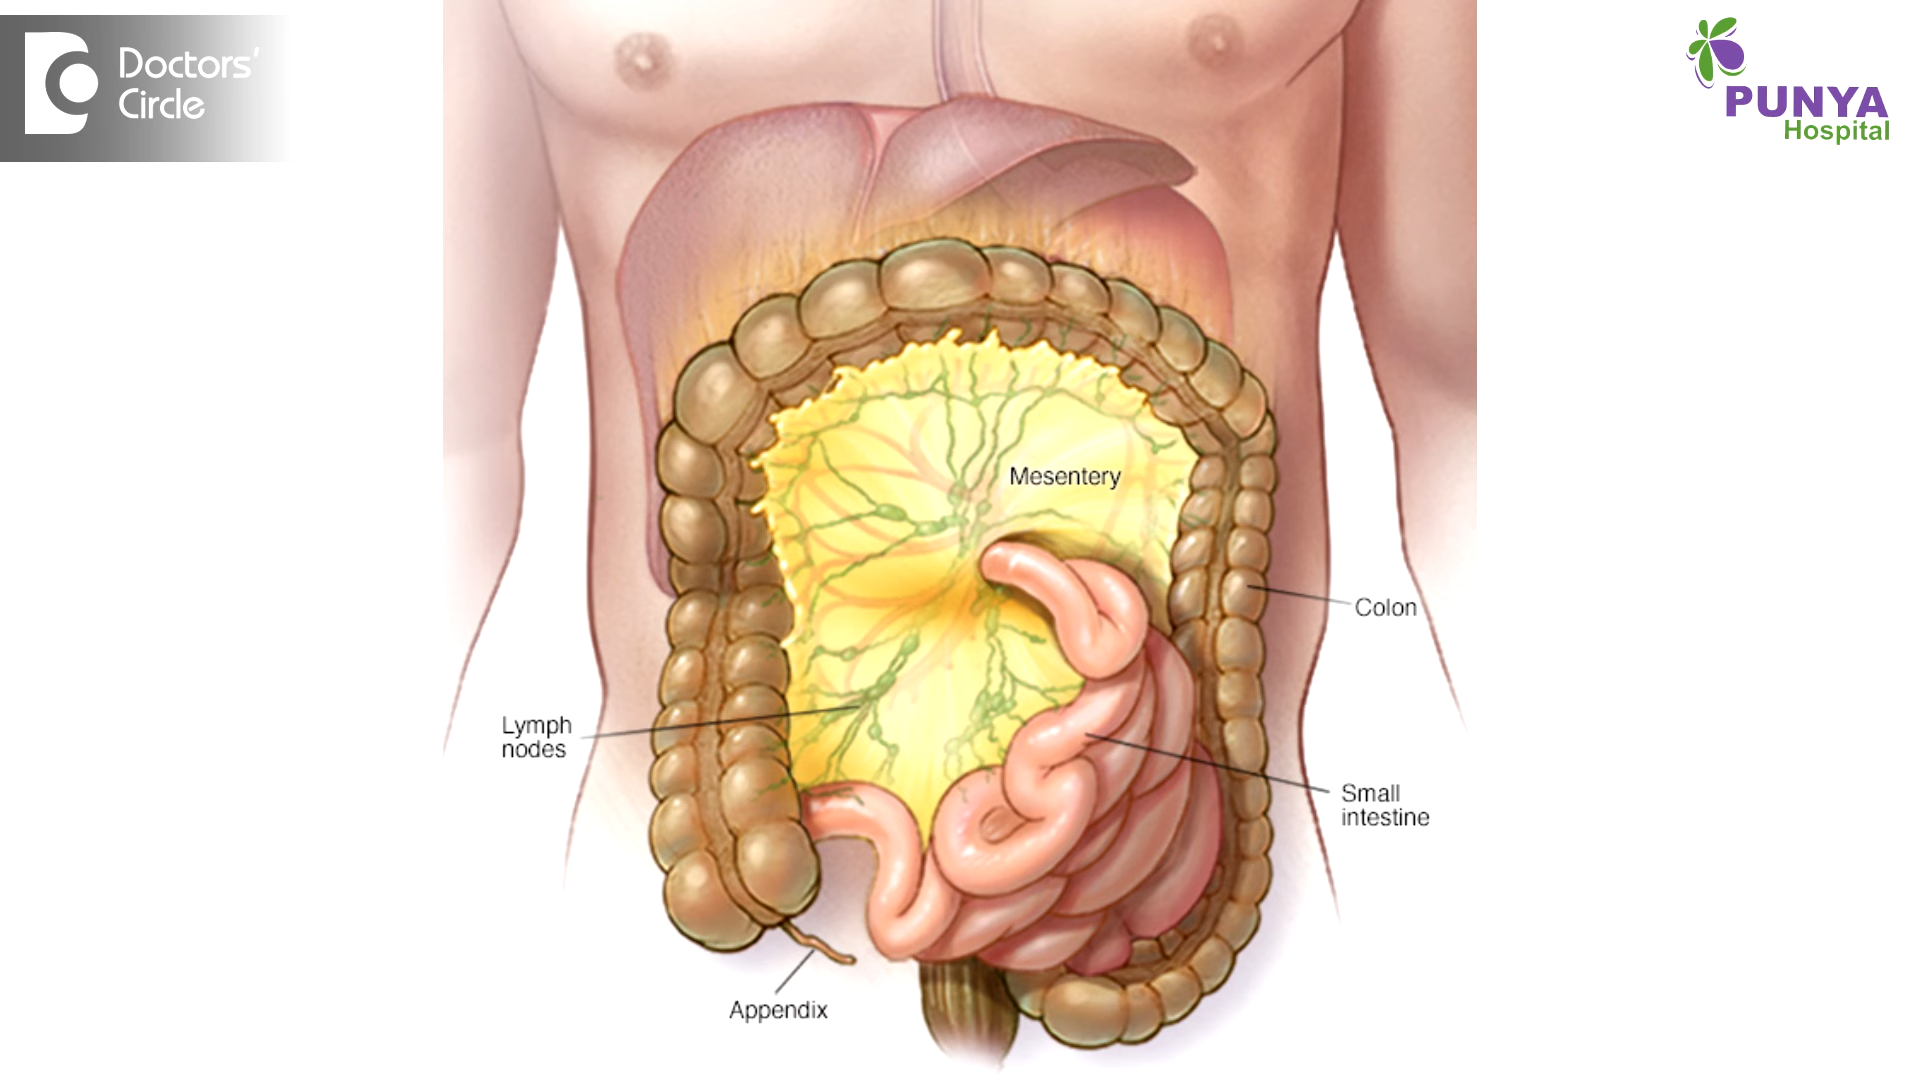 Doctors'
Circle
PUNYA
Hospital
Mesentery
Colon
Lymph
nodes
Small
intestine
Appendix